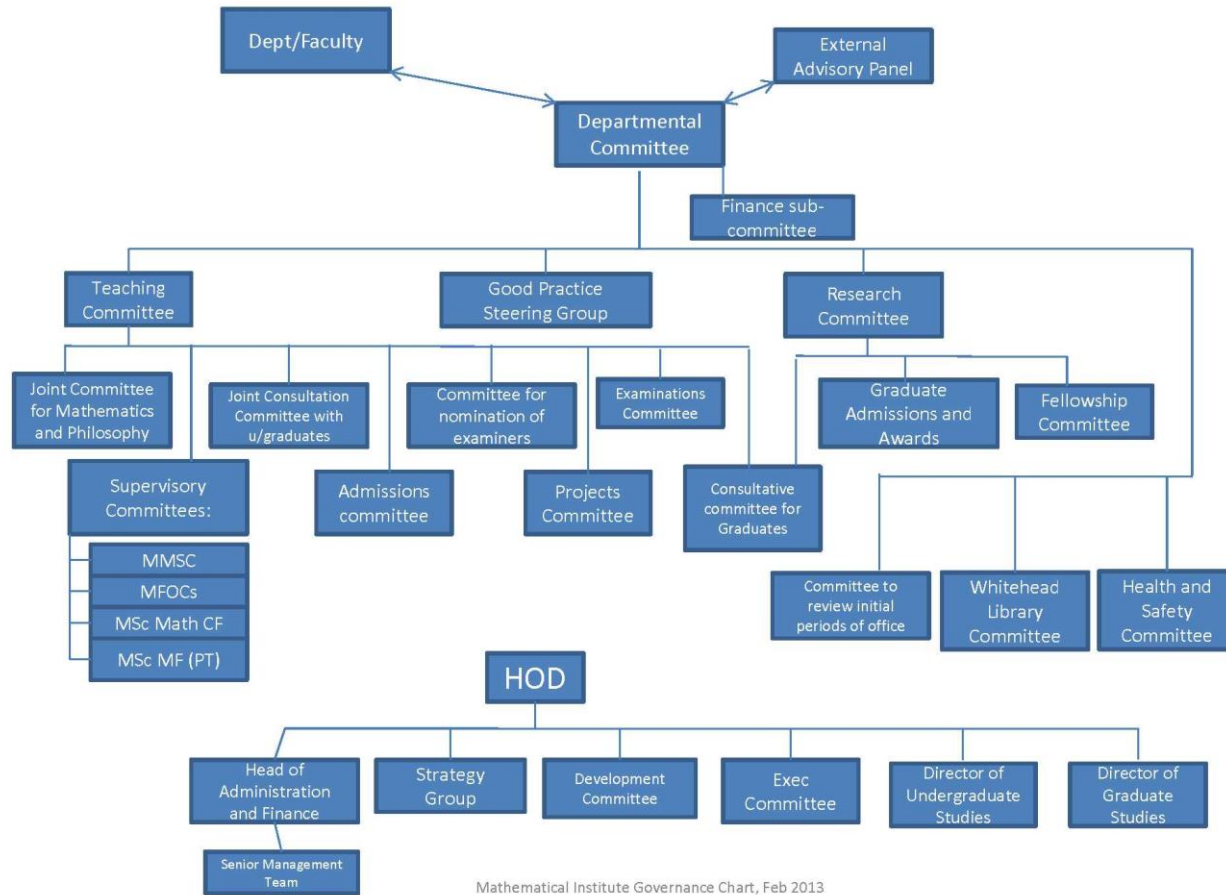 Dept/Faculty
External
Advisory Panel
Departmental
Committee
Finance sub-
committee
Teaching
Committee
Good Practice
Steering Group
Research
Committee
Joint Committee
for Mathematics
and Philosophy
Joint Consultation
Committee with
u/graduates
Committee for
nomination of
examiners
Examinations
Committee
Graduate
Admissions and
Awards
Fellowship
Committee
Supervisory
Committees:
Admissions
committee
Projects
Committee
Consultative
committee for
Graduates
MMSC
MFOCs
MSc Math CF
MSc MF (PT)
Committee to
review initial
periods of office
Whitehead
Library
Committee
Health and
Safety
Committee
HOD
Head of
Administration
and Finance
Strategy
Group
Development
Committee
Exec
Committee
Director of
Undergraduate
Studies
Director of
Graduate
Studies
Senior Management
Team
Mathematical Institute Governance Chart, Feb 2013